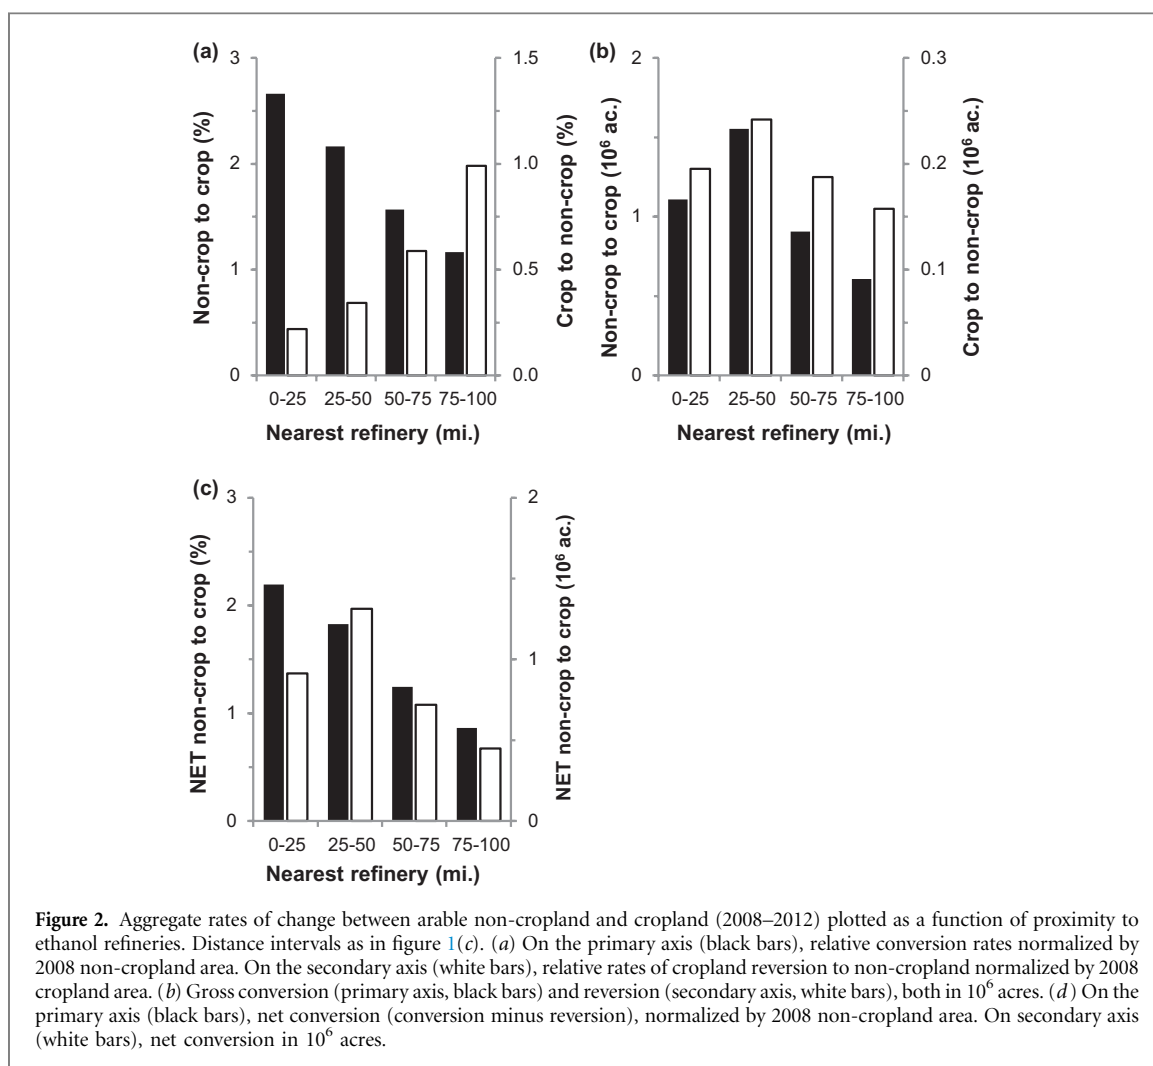 (a)
3
2
1
0
Non-crop to crop (%)
1.5
1.0
0.5
0.0
Crop to non-crop (%)
0-25 25-50 50-75 75-100
Nearest refinery (mi.)
(b)
2
1
0
Non-crop to crop (10⁶ ac.)
0.3
0.2
0.1
0
Crop to non-crop (10⁶ ac.)
0-25 25-50 50-75 75-100
Nearest refinery (mi.)
(c)
3
2
1
0
NET non-crop to crop (%)
2
1
0
NET non-crop to crop (10⁶ ac.)
0-25 25-50 50-75 75-100
Nearest refinery (mi.)
Figure 2. Aggregate rates of change between arable non-cropland and cropland (2008–2012) plotted as a function of proximity to
ethanol refineries. Distance intervals as in figure 1(c). (a) On the primary axis (black bars), relative conversion rates normalized by
2008 non-cropland area. On the secondary axis (white bars), relative rates of cropland reversion to non-cropland normalized by 2008
cropland area. (b) Gross conversion (primary axis, black bars) and reversion (secondary axis, white bars), both in 10⁶ acres. (d) On the
primary axis (black bars), net conversion (conversion minus reversion), normalized by 2008 non-cropland area. On secondary axis
(white bars), net conversion in 10⁶ acres.